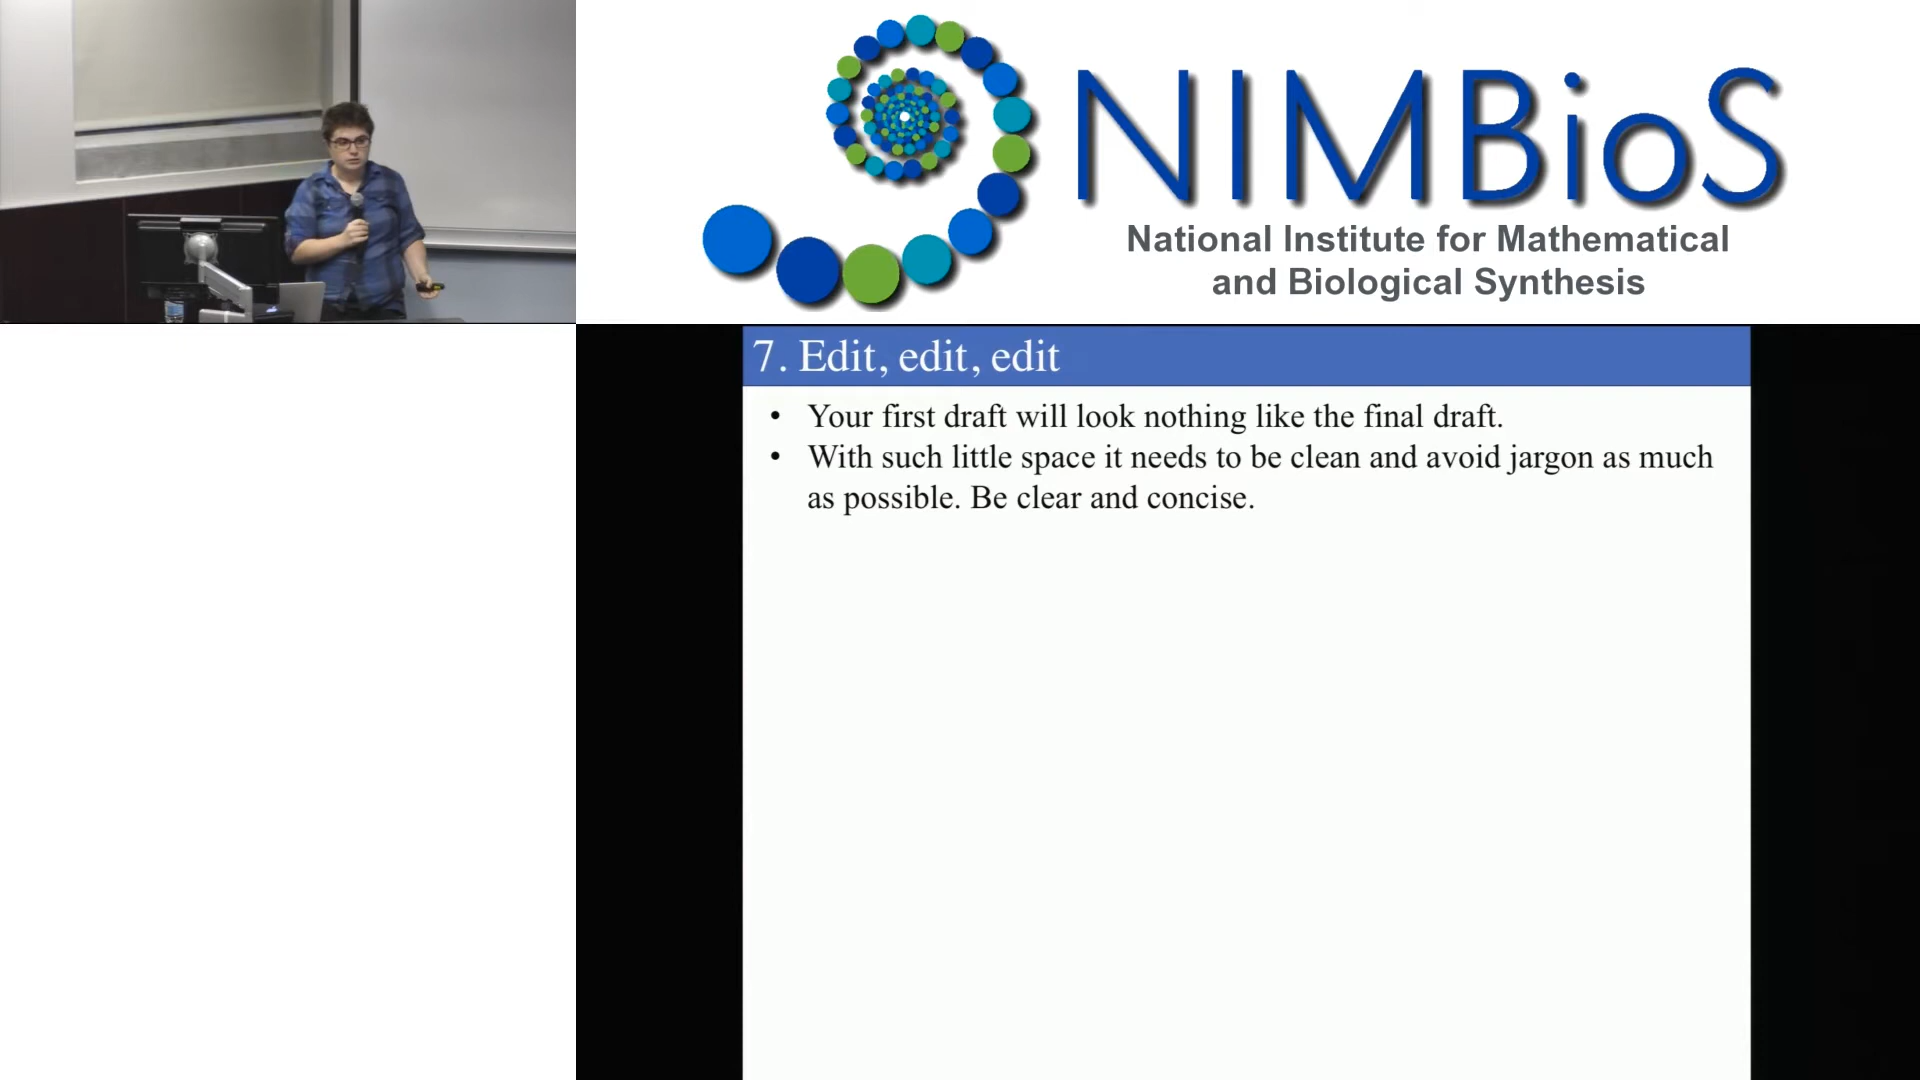 NIMBioS
National Institute for Mathematical
and Biological Synthesis
7. Edit, edit, edit
• Your first draft will look nothing like the final draft.
• With such little space it needs to be clean and avoid jargon as much
as possible. Be clear and concise.